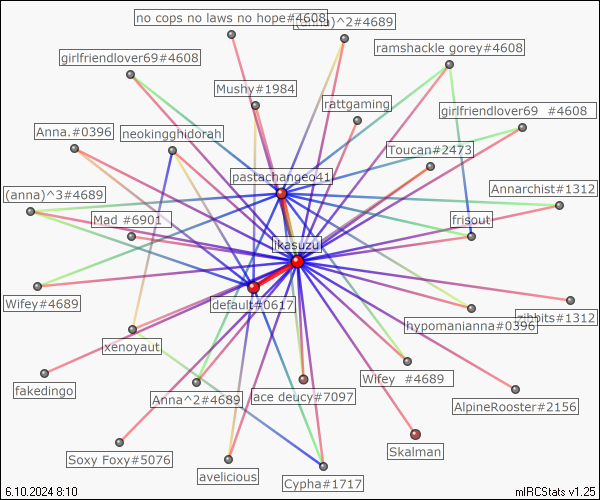 no cops no laws no hope#4608
(anna)^2#4689
ramshackle gorey#4608
girlfriendlover69#4608
Mushy#1984
rattgaming
girlfriendlover69 #4608
Anna.#0396
neokingghidorah
Toucan#2473
pastachangeo41
(anna)^3#4689
Annarchist#1312
Mad #6901
frisout
jikasuzu
Wifey#4689
default#0617
zibbits#1312
hypomanianna#0396
xenoyaut
Wifey #4689
fakedingo
Anna^2#4689
ace deucy#7097
AlpineRooster#2156
Skalman
Soxy Foxy#5076
avelicious
Cypha#1717
6.10.2024 8:10
mIRCStats v1.25